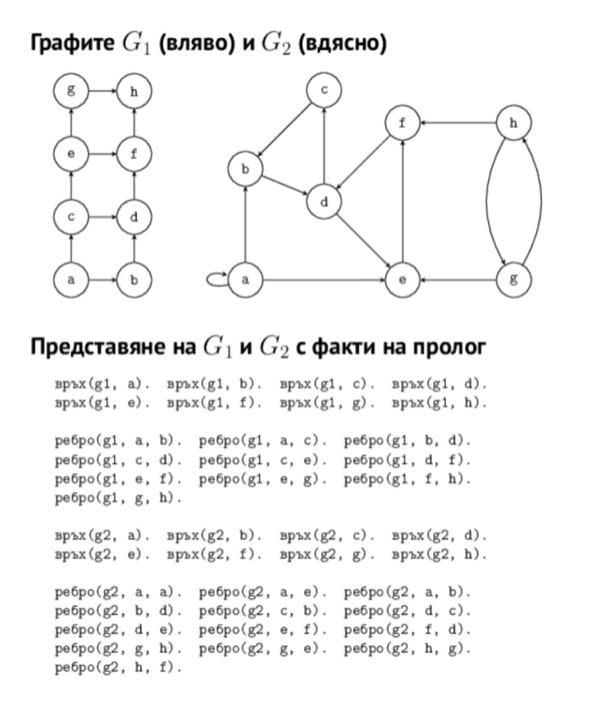 Графите G1 (вляво) и G2 (вдясно)
g h
c
f h
e f
b
d
c d
a b
a e g
Представяне на G1 и G2 с факти на пролог
връх(g1, a). връх(g1, b). връх(g1, c). връх(g1, d).
връх(g1, e). връх(g1, f). връх(g1, g). връх(g1, h).
ребро(g1, a, b). ребро(g1, a, c). ребро(g1, b, d).
ребро(g1, c, d). ребро(g1, c, e). ребро(g1, d, f).
ребро(g1, e, f). ребро(g1, e, g). ребро(g1, f, h).
ребро(g1, g, h).
връх(g2, a). връх(g2, b). връх(g2, c). връх(g2, d).
връх(g2, e). връх(g2, f). връх(g2, g). връх(g2, h).
ребро(g2, a, a). ребро(g2, a, e). ребро(g2, a, b).
ребро(g2, b, d). ребро(g2, c, b). ребро(g2, d, c).
ребро(g2, d, e). ребро(g2, e, f). ребро(g2, f, d).
ребро(g2, g, h). ребро(g2, g, e). ребро(g2, h, g).
ребро(g2, h, f).